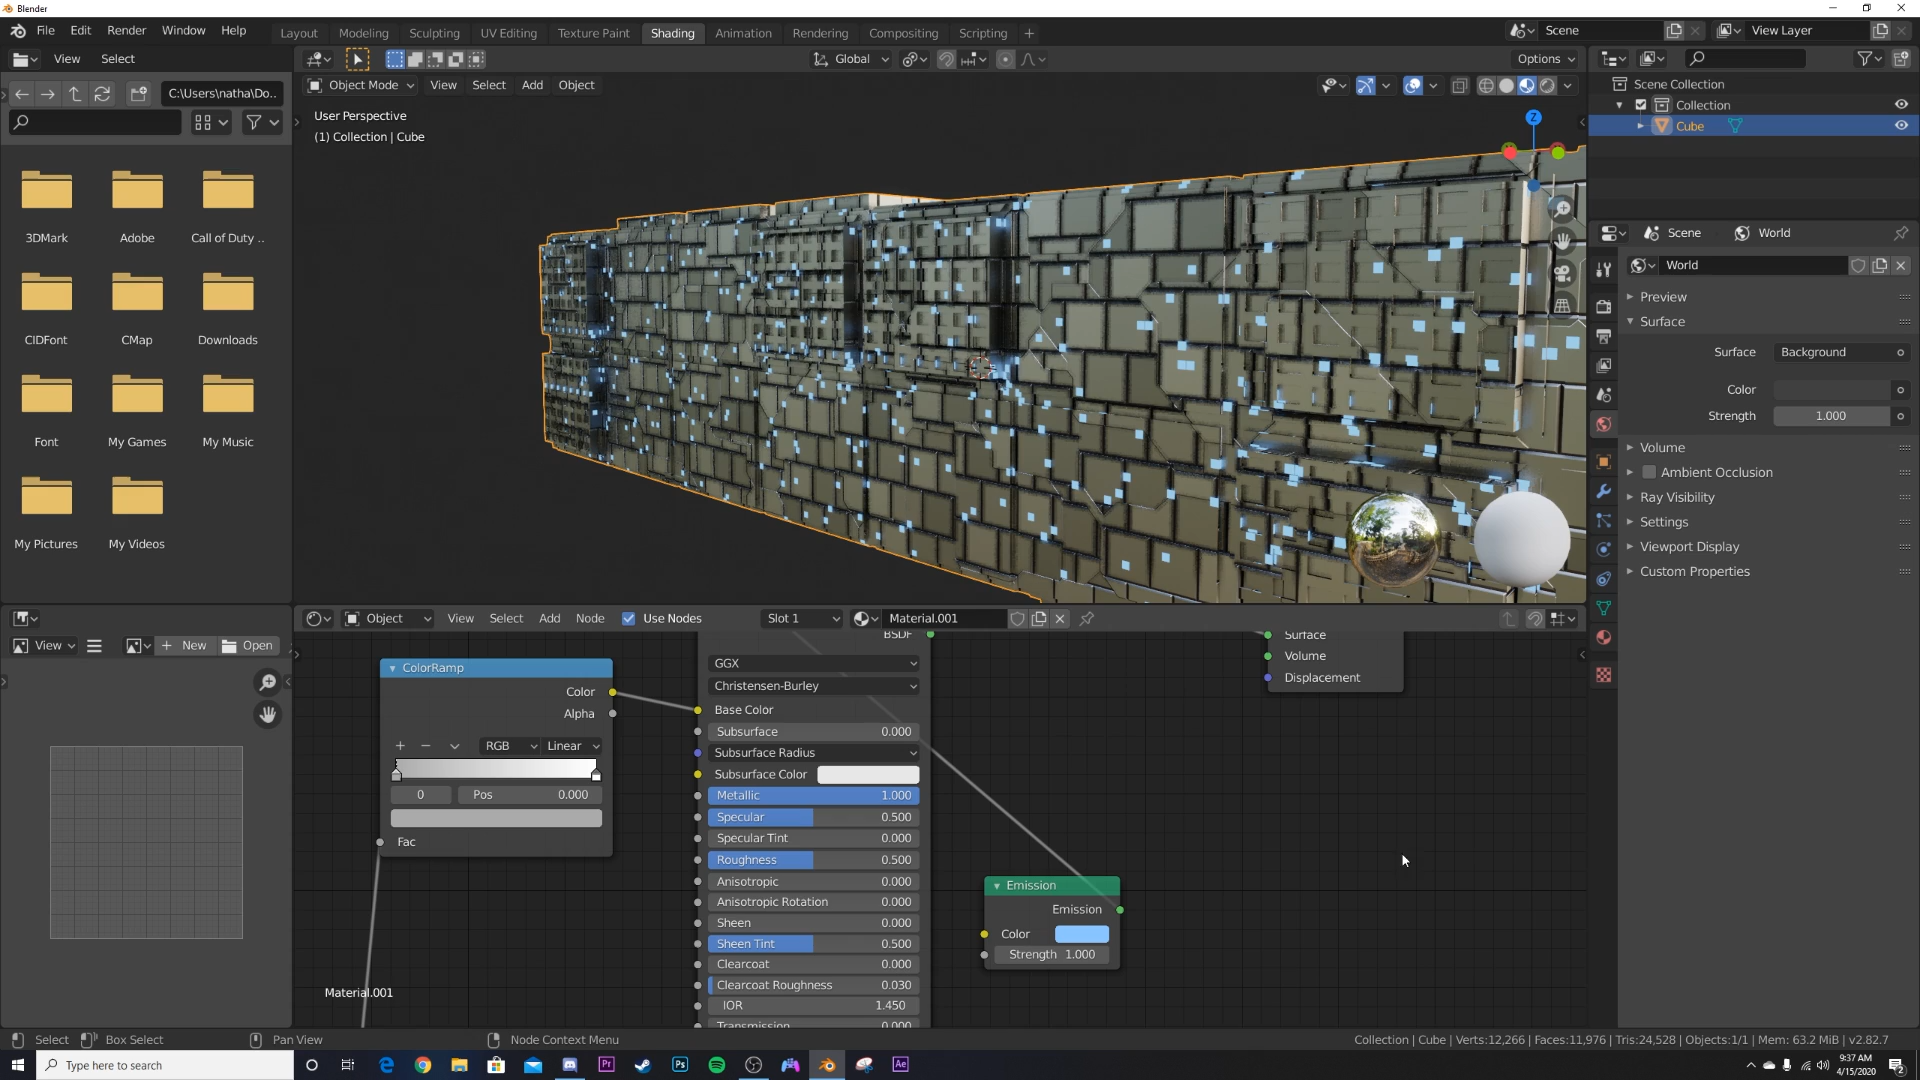 Blender
File Edit Render Window Help
Layout Modeling Sculpting UV Editing Texture Paint Shading Animation Rendering Compositing Scripting +
Scene
View Layer
View Select
Global
Options
C:\Users\natha\Do..
Object Mode View Select Add Object
User Perspective
(1) Collection | Cube
Z
Scene Collection
Collection
Cube
3DMark Adobe Call of Duty ..
CIDFont CMap Downloads
Font My Games My Music
My Pictures My Videos
Scene World
World
Preview
Surface
Surface Background
Color
Strength 1.000
Volume
Ambient Occlusion
Ray Visibility
Settings
Viewport Display
Custom Properties
View + New Open
Object View Select Add Node Use Nodes Slot 1 Material.001
ColorRamp
Color
Alpha
+ − RGB Linear
0 Pos 0.000
Fac
BSDF
GGX
Christensen-Burley
Base Color
Subsurface 0.000
Subsurface Radius
Subsurface Color
Metallic 1.000
Specular 0.500
Specular Tint 0.000
Roughness 0.500
Anisotropic 0.000
Anisotropic Rotation 0.000
Sheen 0.000
Sheen Tint 0.500
Clearcoat 0.000
Clearcoat Roughness 0.030
IOR 1.450
Transmission 0.000
Emission
Emission
Color
Strength 1.000
Surface
Volume
Displacement
Material.001
Select Box Select Pan View Node Context Menu
Collection | Cube | Verts:12,266 | Faces:11,976 | Tris:24,528 | Objects:1/1 | Mem: 63.2 MiB | v2.82.7
Type here to search
Pr Ps Ae
9:37 AM
4/15/2020
2